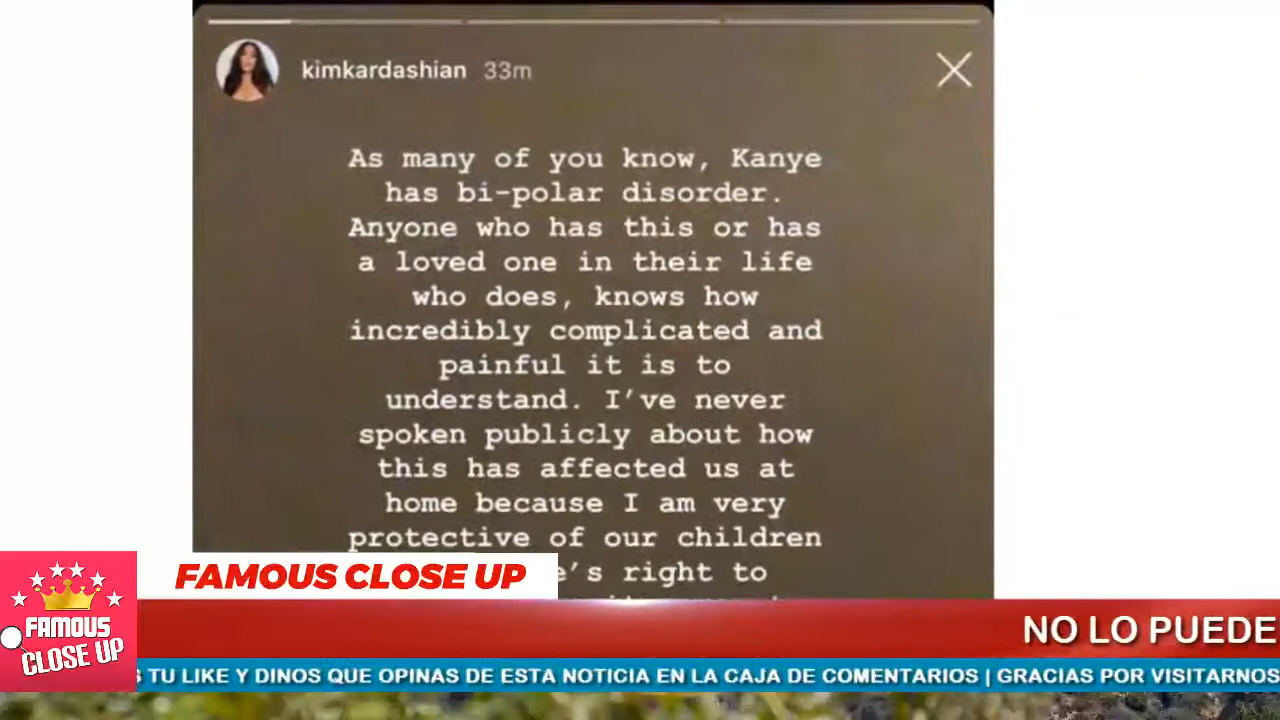 kimkardashian 33m
As many of you know, Kanye
has bi-polar disorder.
Anyone who has this or has
a loved one in their life
who does, knows how
incredibly complicated and
painful it is to
understand. I've never
spoken publicly about how
this has affected us at
home because I am very
protective of our children
right to
FAMOUS CLOSE UP
FAMOUS
CLOSE UP
NO LO PUEDE
TU LIKE Y DINOS QUE OPINAS DE ESTA NOTICIA EN LA CAJA DE COMENTARIOS | GRACIAS POR VISITARNOS